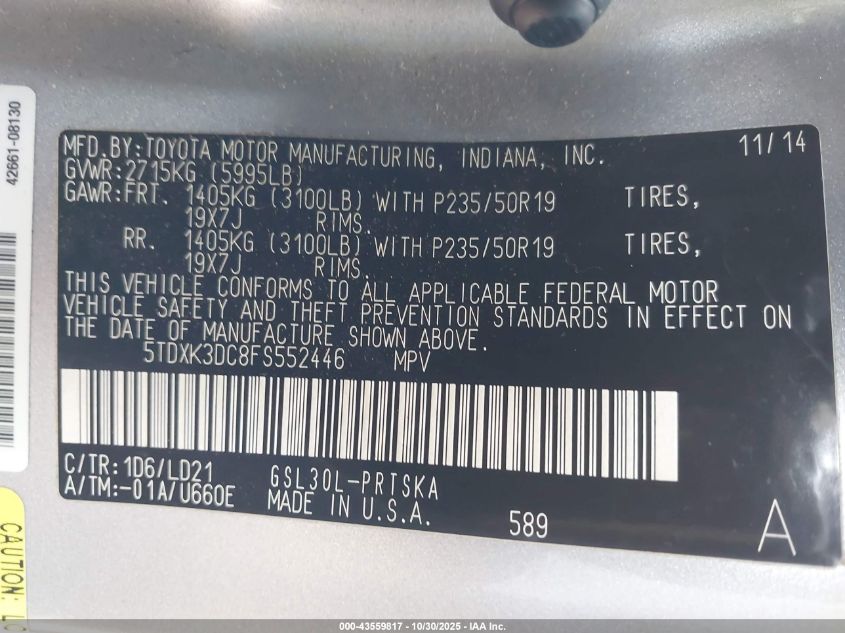 MFD.BY:TOYOTA MOTOR MANUFACTURING, INDIANA, INC. 11/14
GVWR:2715KG (5995LB)
GAWR:FRT. 1405KG (3100LB) WITH P235/50R19 TIRES,
19X7J RIMS.
RR. 1405KG (3100LB) WITH P235/50R19 TIRES,
19X7J RIMS.
THIS VEHICLE CONFORMS TO ALL APPLICABLE FEDERAL MOTOR
VEHICLE SAFETY AND THEFT PREVENTION STANDARDS IN EFFECT ON
THE DATE OF MANUFACTURE SHOWN ABOVE.
5TDXK3DC8FS552446 MPV
C/TR:1D6/LD21 GSL30L-PRTSKA
A/TM:-01A/U660E MADE IN U.S.A.
589 A
42661-08130
CAUTION:
000-43559817 - 10/30/2025 - IAA Inc.